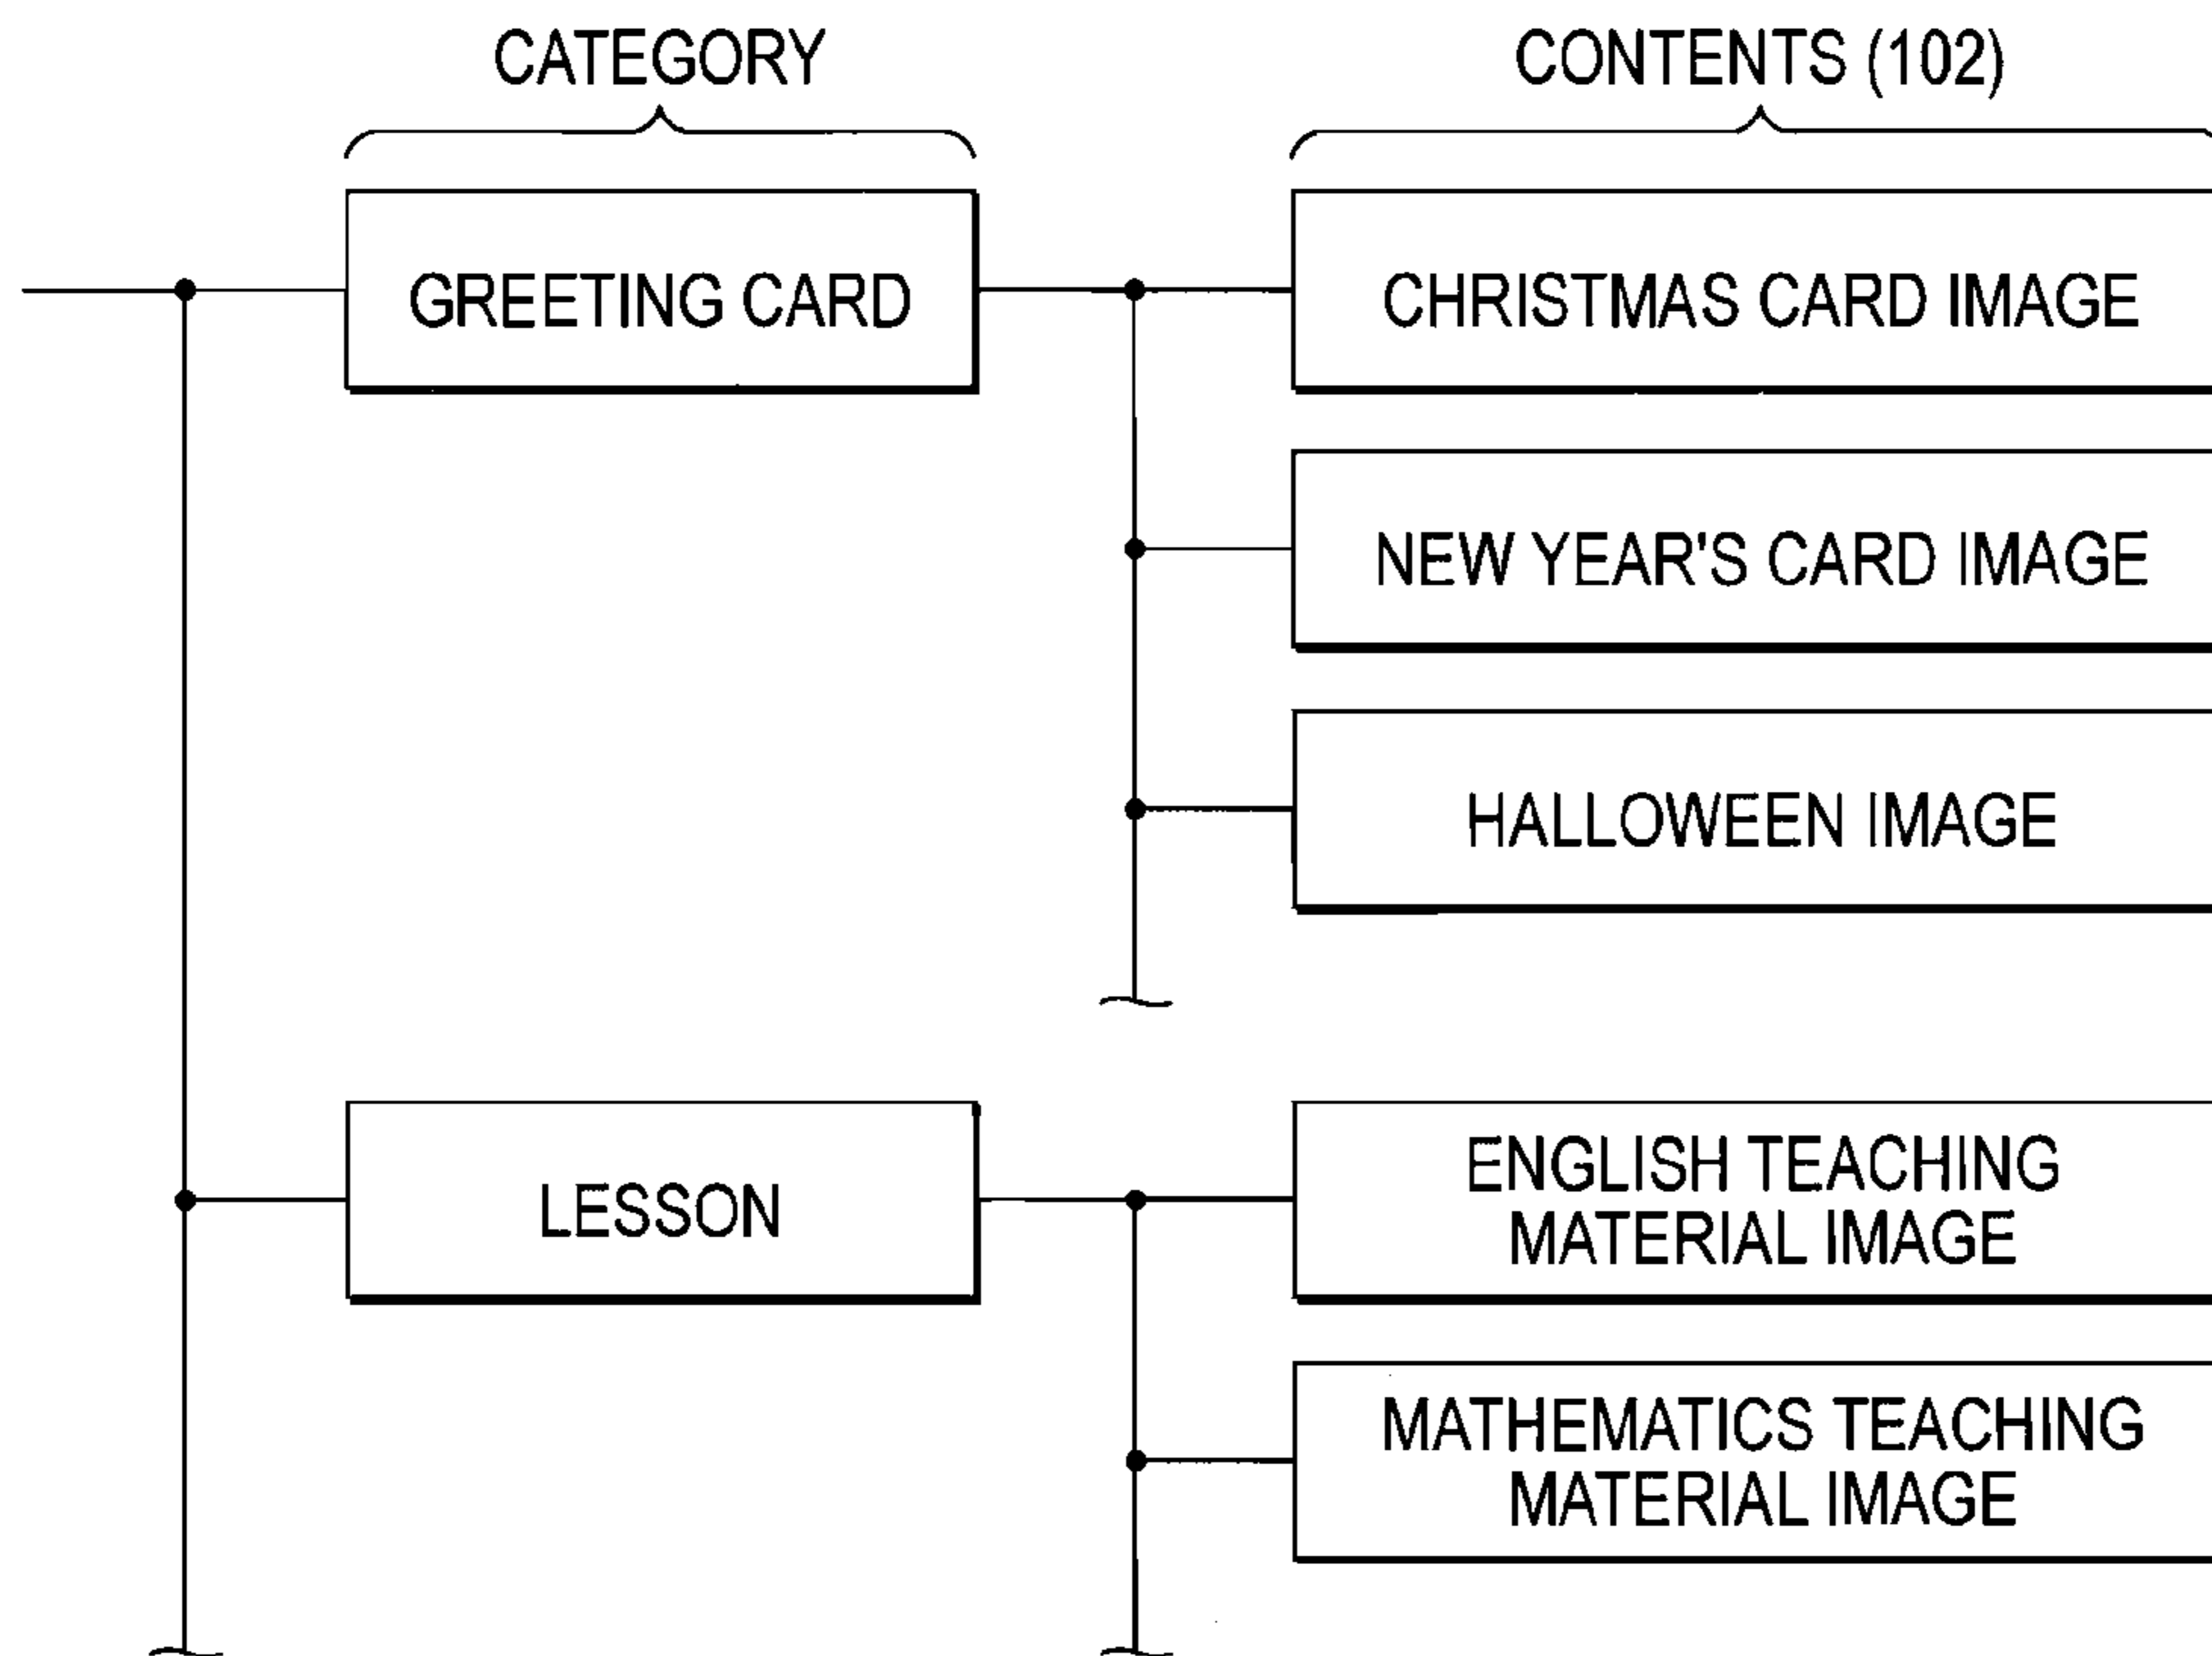 CATEGORY
CONTENTS (102)
GREETING CARD
CHRISTMAS CARD IMAGE
NEW YEAR'S CARD IMAGE
HALLOWEEN IMAGE
LESSON
ENGLISH TEACHING
MATERIAL IMAGE
MATHEMATICS TEACHING
MATERIAL IMAGE